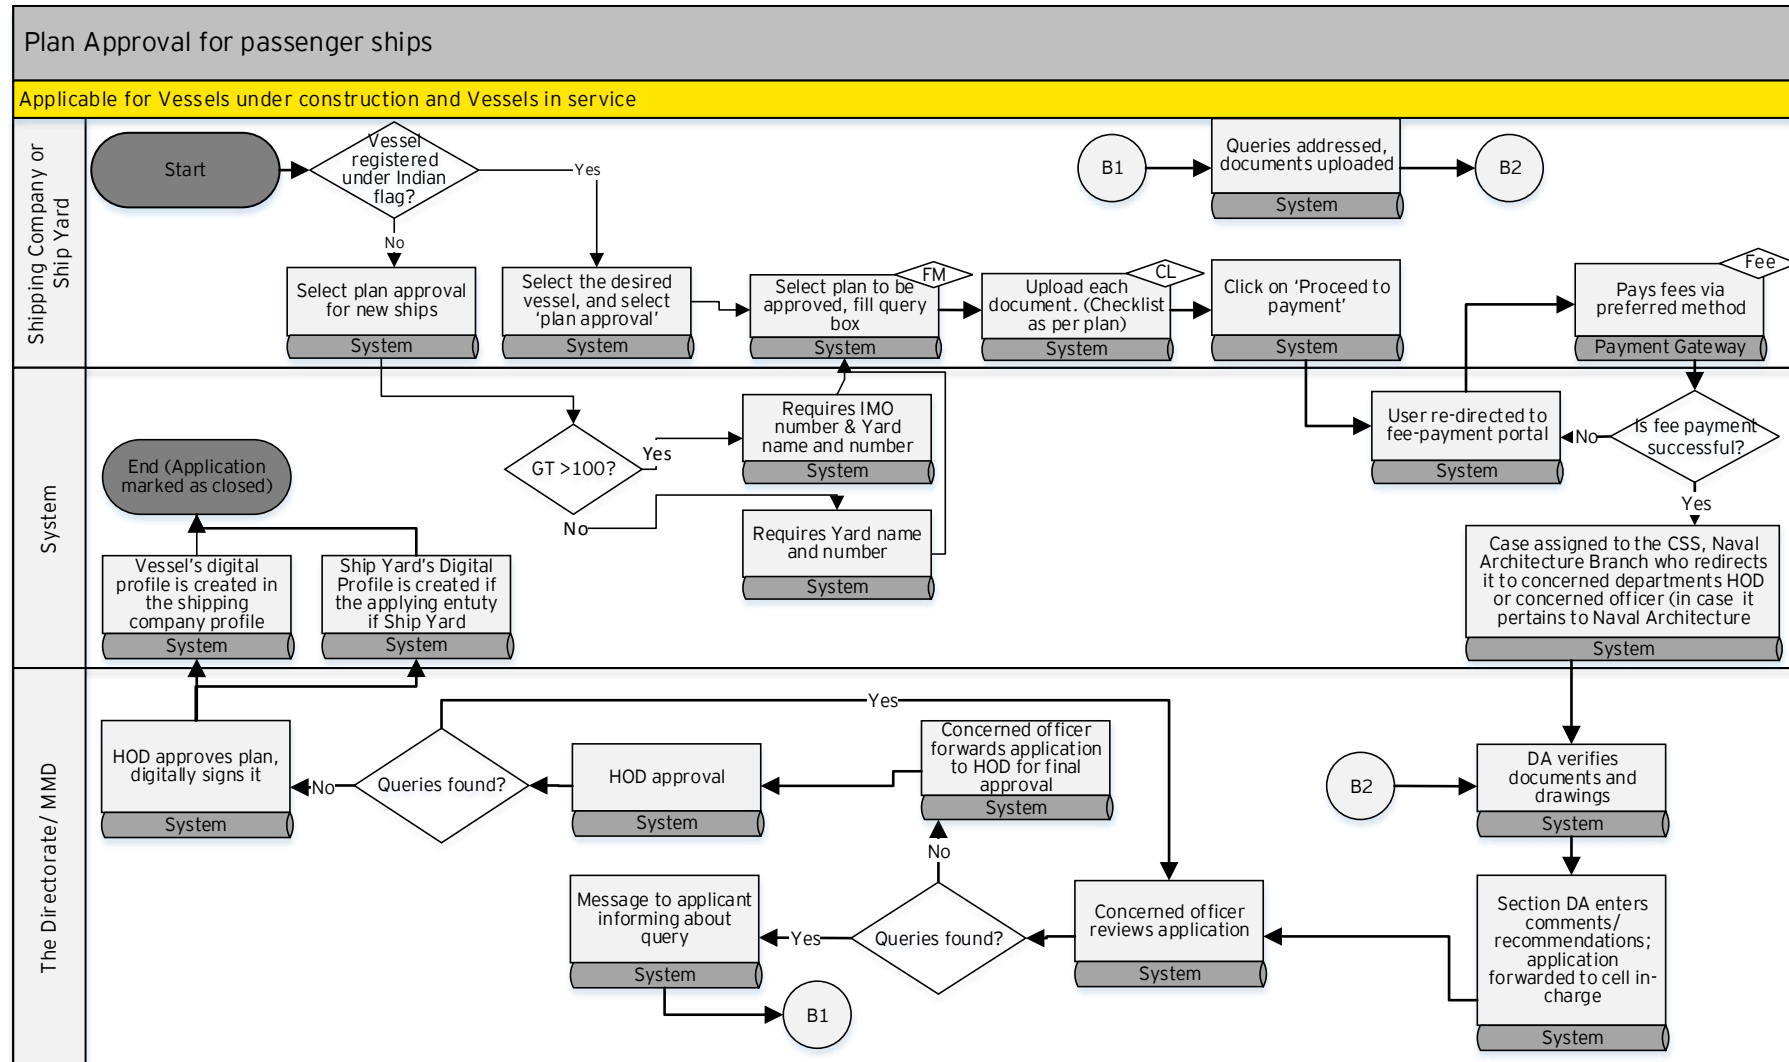 Plan Approval for passenger ships
Applicable for Vessels under construction and Vessels in service
Shipping Company or
Ship Yard
Start
Vessel
registered
under Indian
flag?
Yes
No
B1
Queries addressed,
documents uploaded
System
B2
Select plan approval
for new ships
System
Select the desired
vessel, and select
‘plan approval’
System
FM
Select plan to be
approved, fill query
box
System
CL
Upload each
document. (Checklist
as per plan)
System
Click on ‘Proceed to
payment’
System
Fee
Pays fees via
preferred method
Payment Gateway
System
End (Application
marked as closed)
GT >100?
Yes
No
Requires IMO
number & Yard
name and number
System
Requires Yard name
and number
System
User re-directed to
fee-payment portal
System
No
Is fee payment
successful?
Yes
Vessel’s digital
profile is created in
the shipping
company profile
System
Ship Yard’s Digital
Profile is created if
the applying entuty
if Ship Yard
System
Case assigned to the CSS, Naval
Architecture Branch who redirects
it to concerned departments HOD
or concerned officer (in case it
pertains to Naval Architecture
System
The Directorate/ MMD
Yes
HOD approves plan,
digitally signs it
System
No
Queries found?
HOD approval
System
Concerned officer
forwards application
to HOD for final
approval
System
B2
DA verifies
documents and
drawings
System
No
Message to applicant
informing about
query
System
Yes
Queries found?
Concerned officer
reviews application
System
Section DA enters
comments/
recommendations;
application
forwarded to cell in-
charge
System
B1